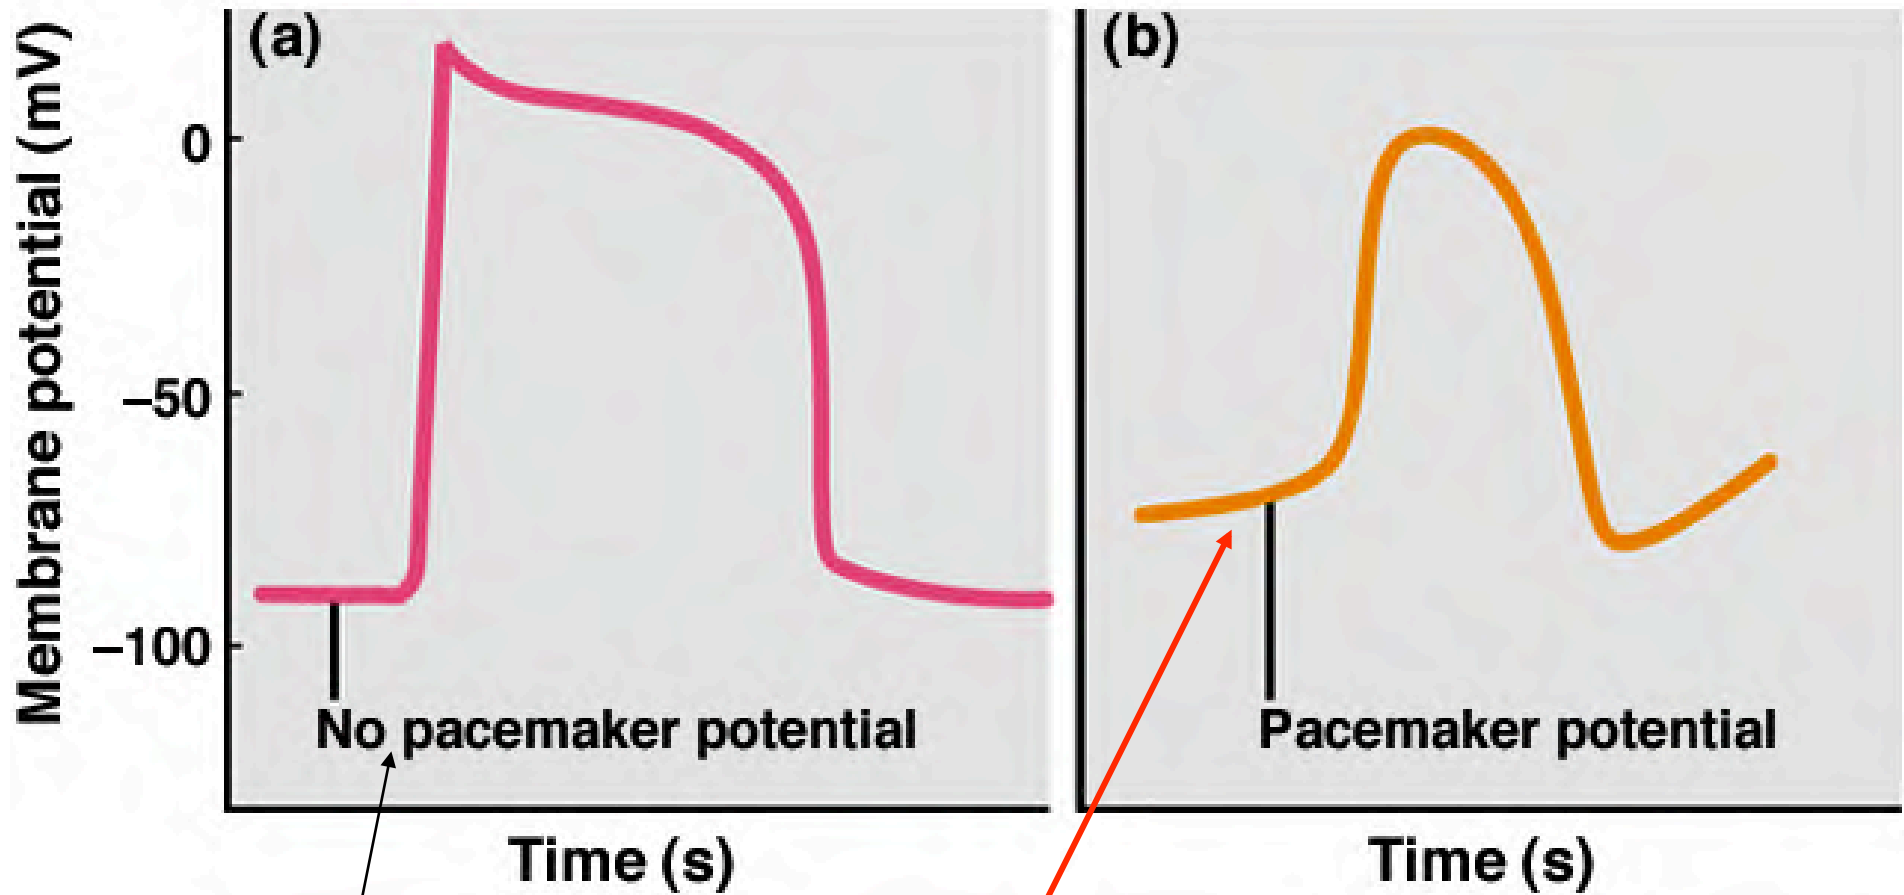 Membrane potential (mV)
(a)
0
–50
–100
No pacemaker potential
Time (s)
(b)
Pacemaker potential
Time (s)